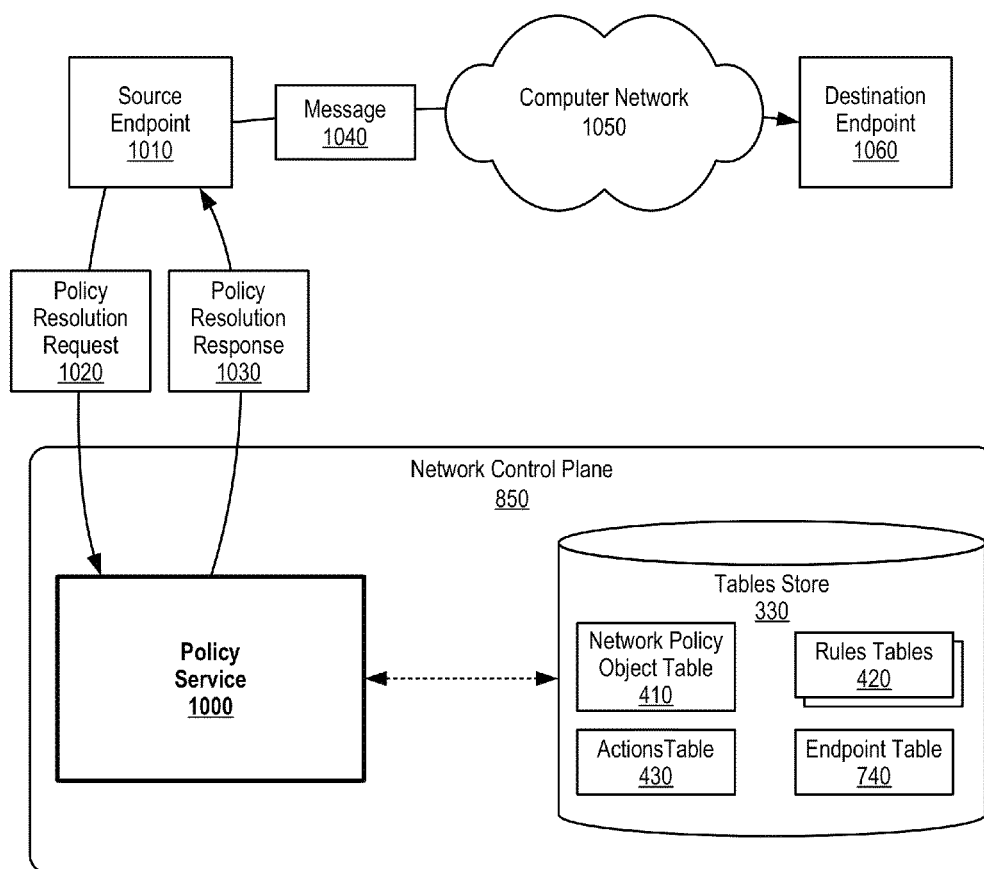 Source
Endpoint
1010
Message
1040
Computer Network
1050
Destination
Endpoint
1060
Policy
Resolution
Request
1020
Policy
Resolution
Response
1030
Network Control Plane
850
Policy
Service
1000
Tables Store
330
Network Policy
Object Table
410
Rules Tables
420
ActionsTable
430
Endpoint Table
740